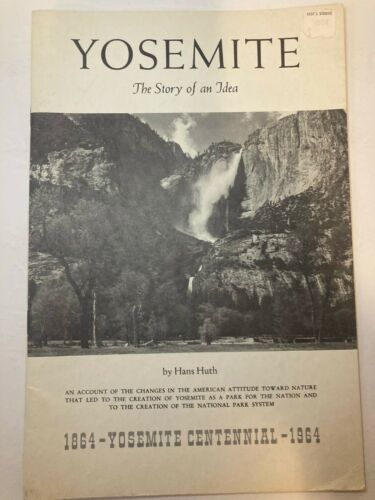 YOSEMITE
The Story of an Idea
by Hans Huth
AN ACCOUNT OF THE CHANGES IN THE AMERICAN ATTITUDE TOWARD NATURE
THAT LED TO THE CREATION OF YOSEMITE AS A PARK FOR THE NATION AND
TO THE CREATION OF THE NATIONAL PARK SYSTEM
1864-YOSEMITE CENTENNIAL-1964